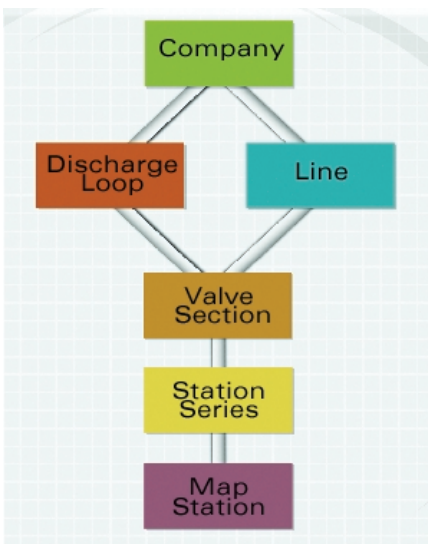 Company
Discharge
Loop
Line
Valve
Section
Station
Series
Map
Station